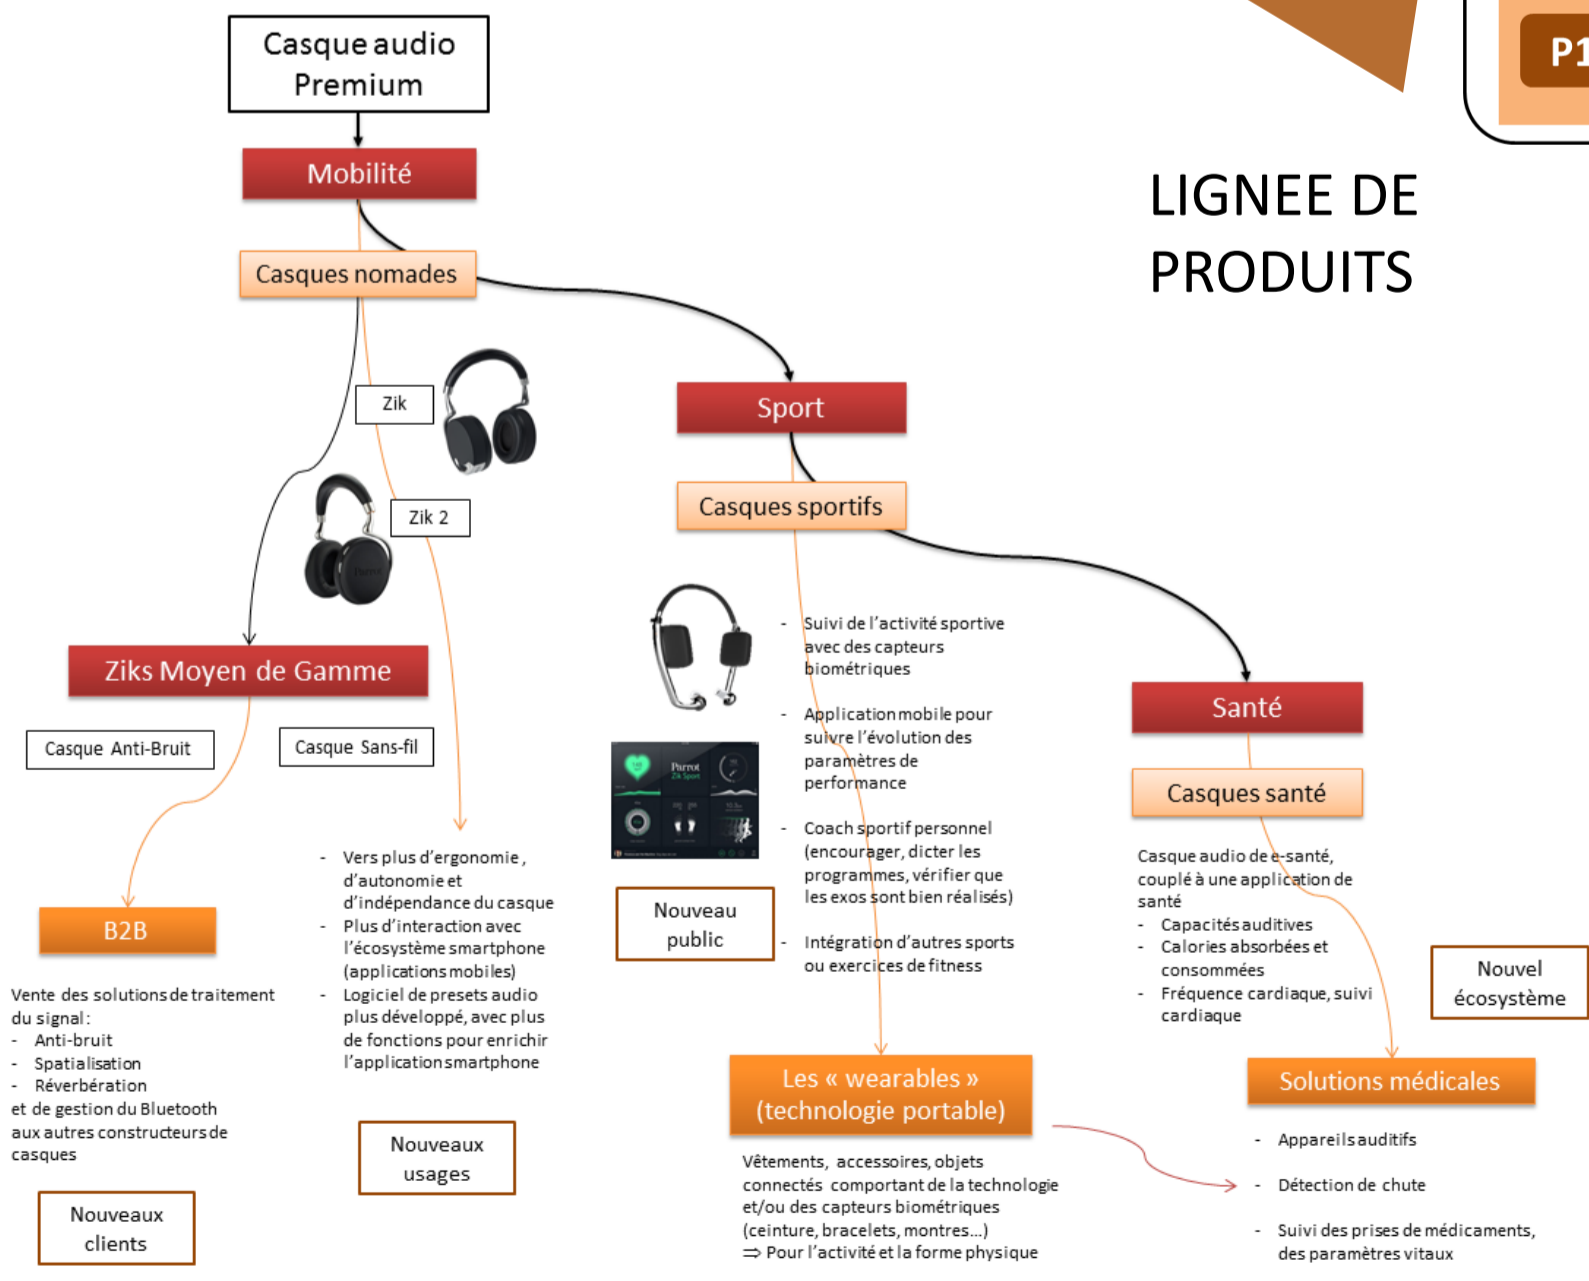 Casque audio
Premium
P1
Mobilité
LIGNEE DE
PRODUITS
Casques nomades
Zik
Sport
Casques sportifs
Zik 2
Parrot
Ziks Moyen de Gamme
Casque Anti-Bruit
Casque Sans-fil
- Suivi de l’activité sportive
avec des capteurs
biométriques
- Application mobile pour
suivre l’évolution des
paramètres de
performance
- Coach sportif personnel
(encourager, dicter les
programmes, vérifier que
les exos sont bien réalisés)
- Intégration d’autres sports
ou exercices de fitness
Parrot
Zik Sport
Santé
Casques santé
Casque audio de e-santé,
couplé à une application de
santé
- Capacités auditives
- Calories absorbées et
consommées
- Fréquence cardiaque, suivi
cardiaque
Nouvel
écosystème
Nouveau
public
- Vers plus d’ergonomie ,
d’autonomie et
d’indépendance du casque
- Plus d’interaction avec
l’écosystème smartphone
(applications mobiles)
- Logiciel de presets audio
plus développé, avec plus
de fonctions pour enrichir
l’application smartphone
Nouveaux
usages
B2B
Vente des solutions de traitement
du signal :
- Anti-bruit
- Spatialisation
- Réverbération
et de gestion du Bluetooth
aux autres constructeurs de
casques
Nouveaux
clients
Les « wearables »
(technologie portable)
Vêtements, accessoires, objets
connectés comportant de la technologie
et/ou des capteurs biométriques
(ceinture, bracelets, montres…)
⇒ Pour l’activité et la forme physique
Solutions médicales
- Appareils auditifs
- Détection de chute
- Suivi des prises de médicaments,
des paramètres vitaux